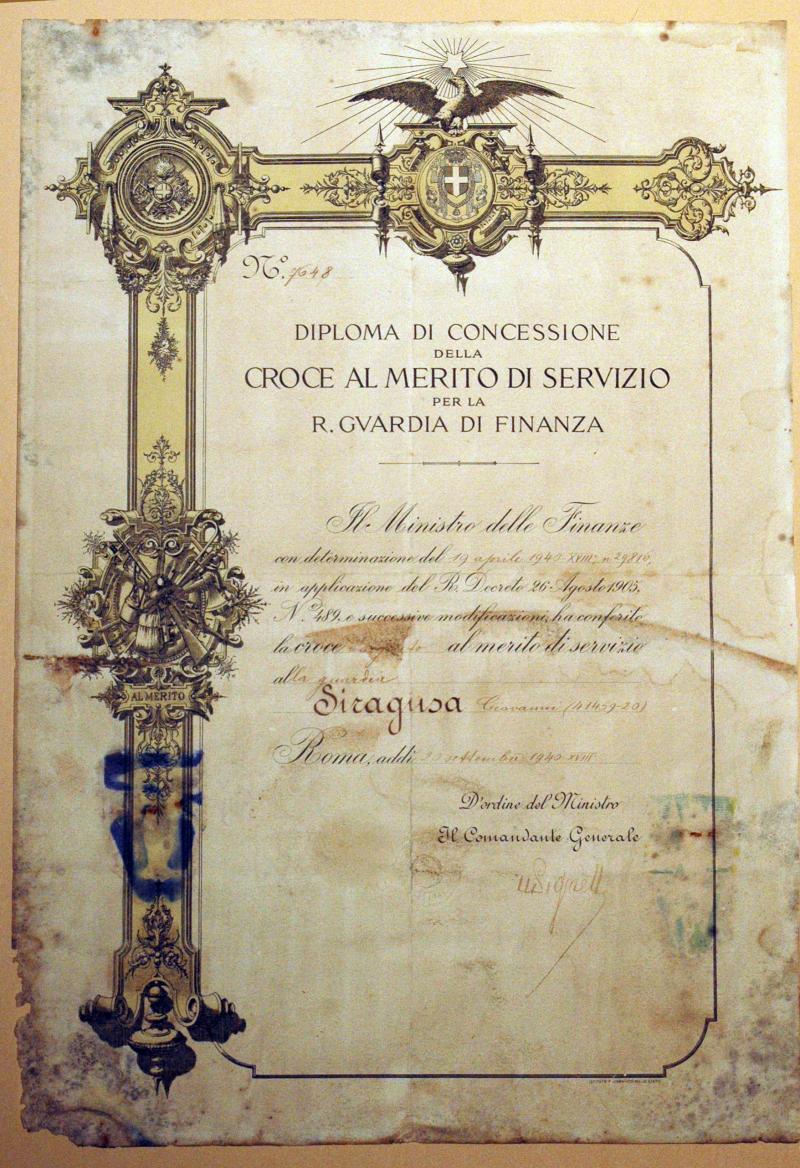 N.º 7648
DIPLOMA DI CONCESSIONE
DELLA
CROCE AL MERITO DI SERVIZIO
PER LA
R. GVARDIA DI FINANZA
Il Ministro delle Finanze
con determinazione del 19 aprile 1940-XVIII; n 29816,
in applicazione del R. Decreto 26 Agosto 1905,
N.º 489, e successive modificazioni, ha conferito
la croce al merito di servizio
alla guardia
Siragusa Giovanni (41459-20)
Roma, addì settembre 1940-XVIII
D'ordine del Ministro
Il Comandante Generale
AL MERITO